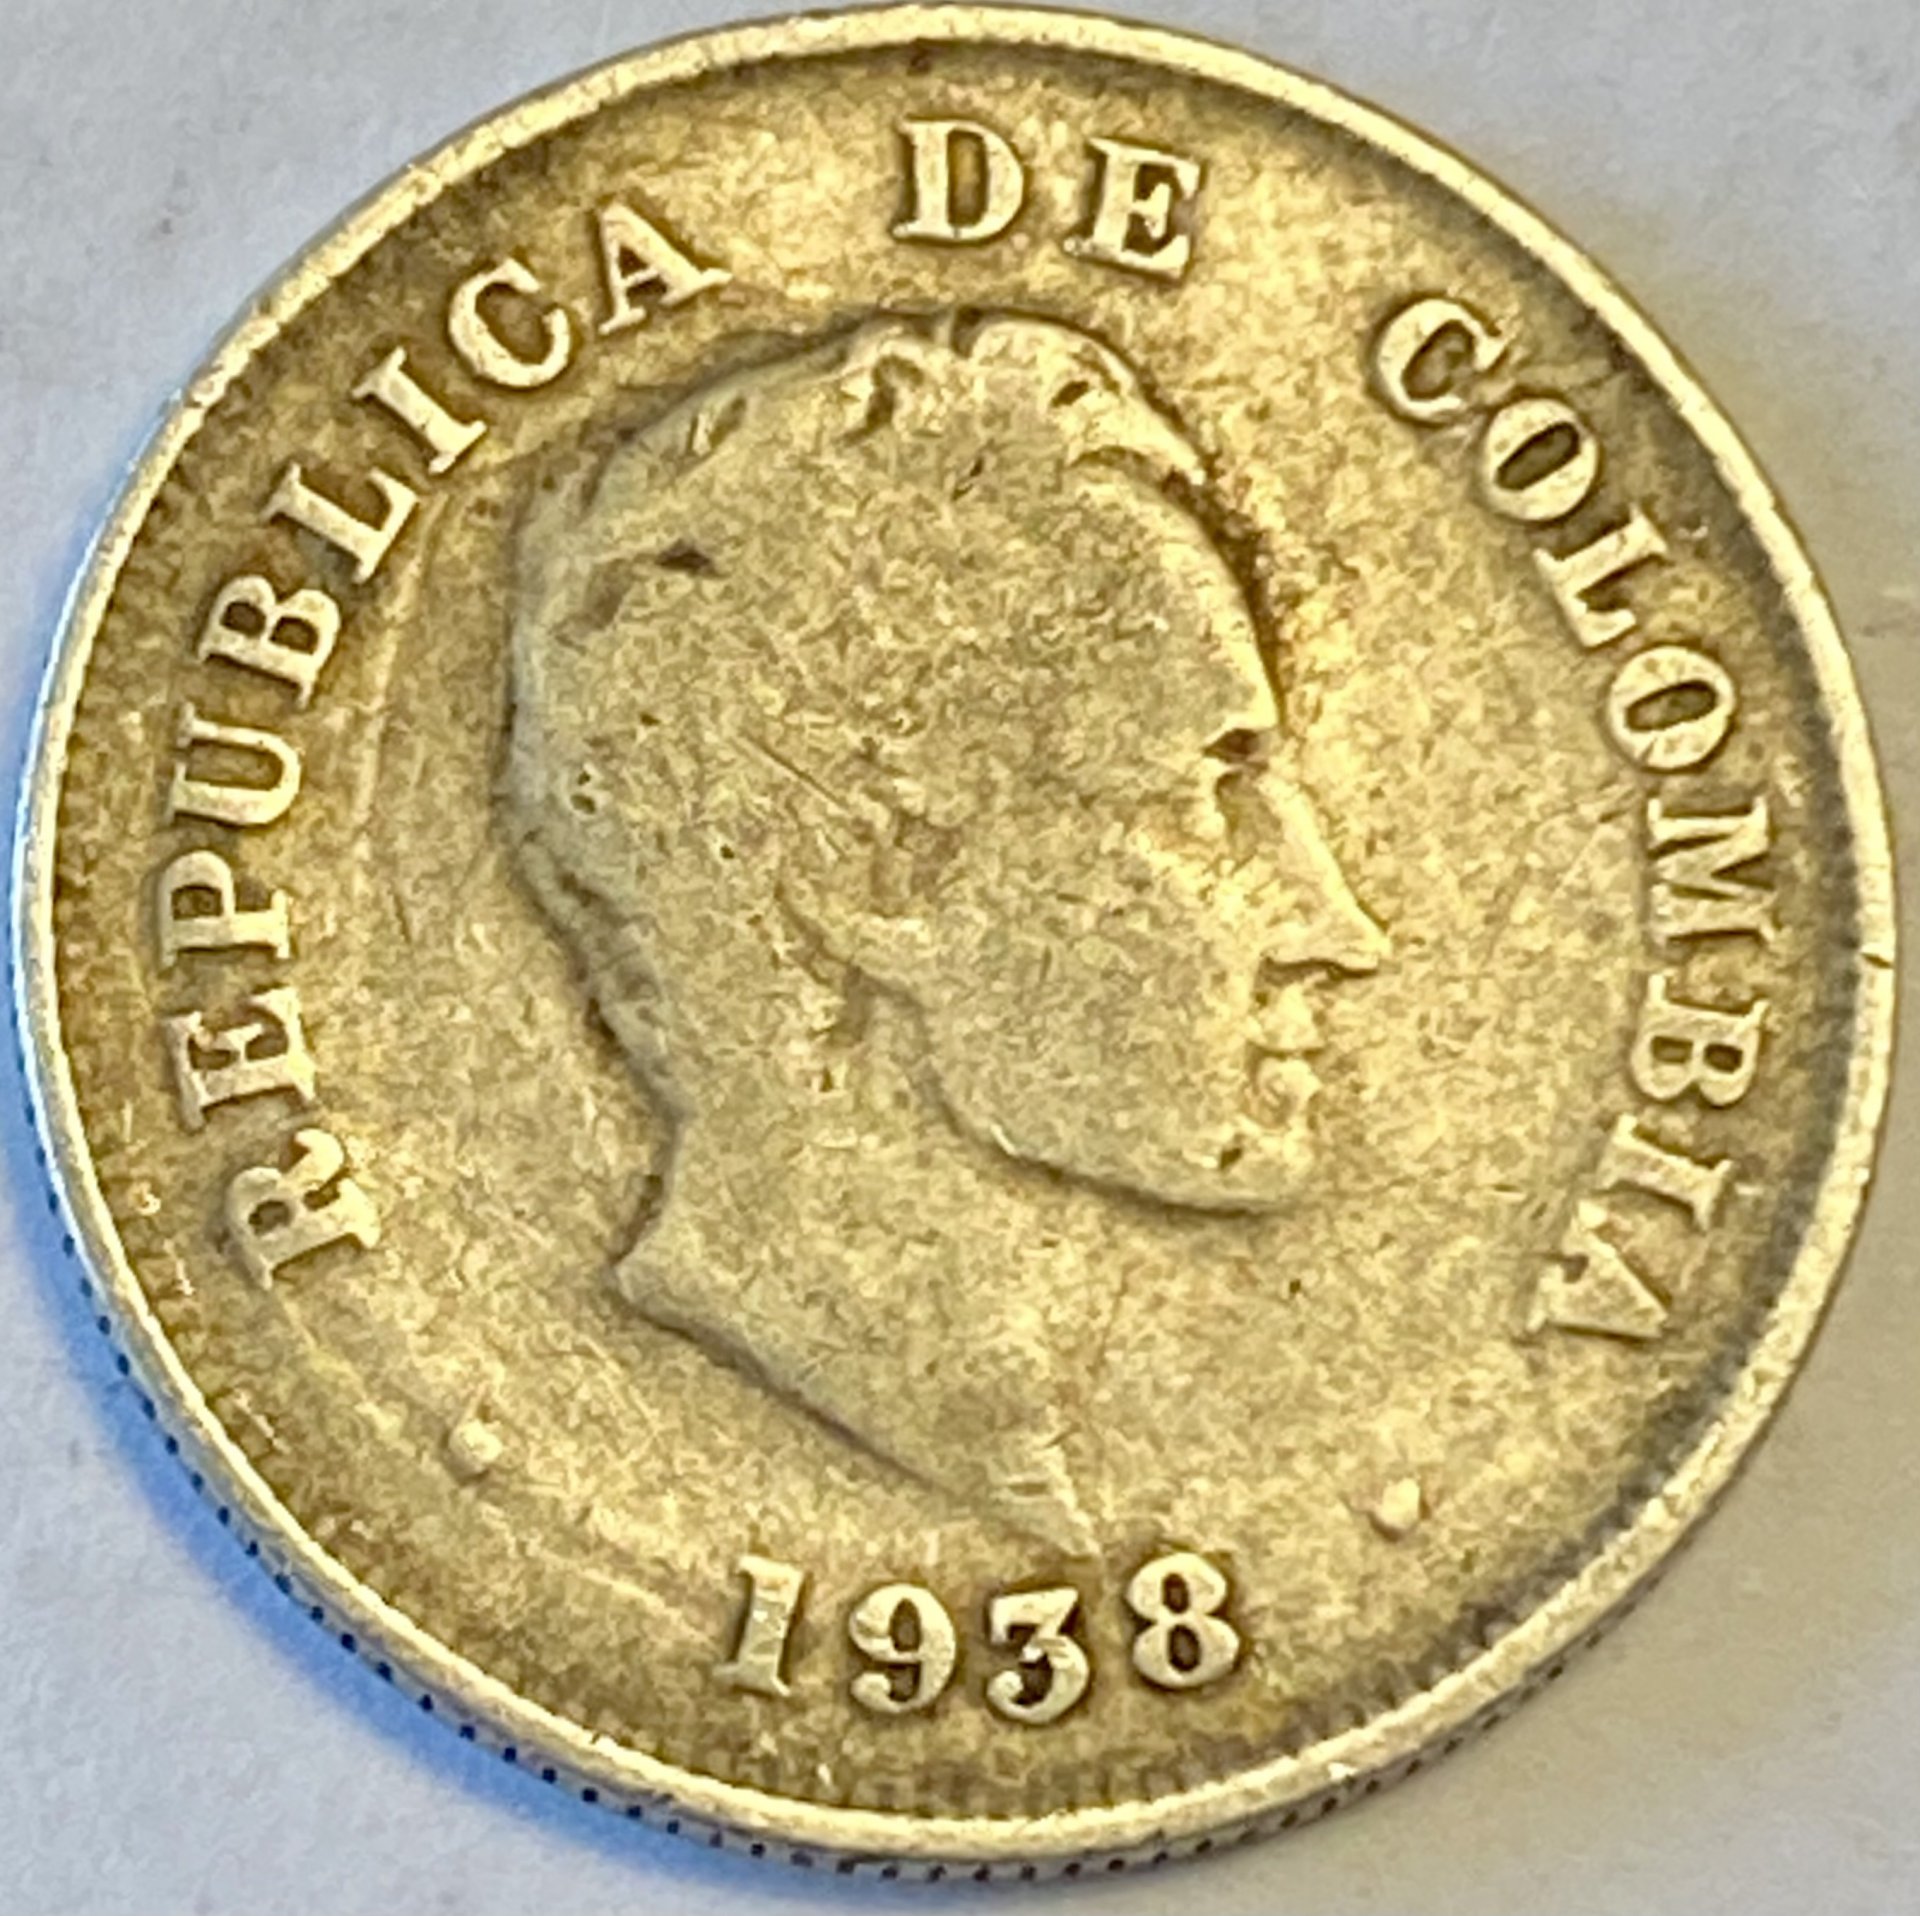 REPUBLICA DE COLOMBIA
1938